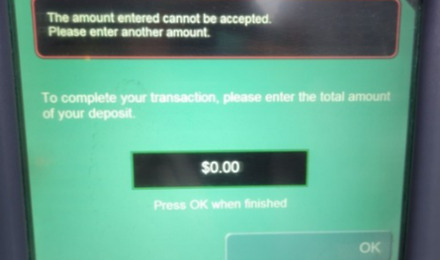 The amount entered cannot be accepted.
Please enter another amount.
To complete your transaction, please enter the total amount
of your deposit.
$0.00
Press OK when finished
OK